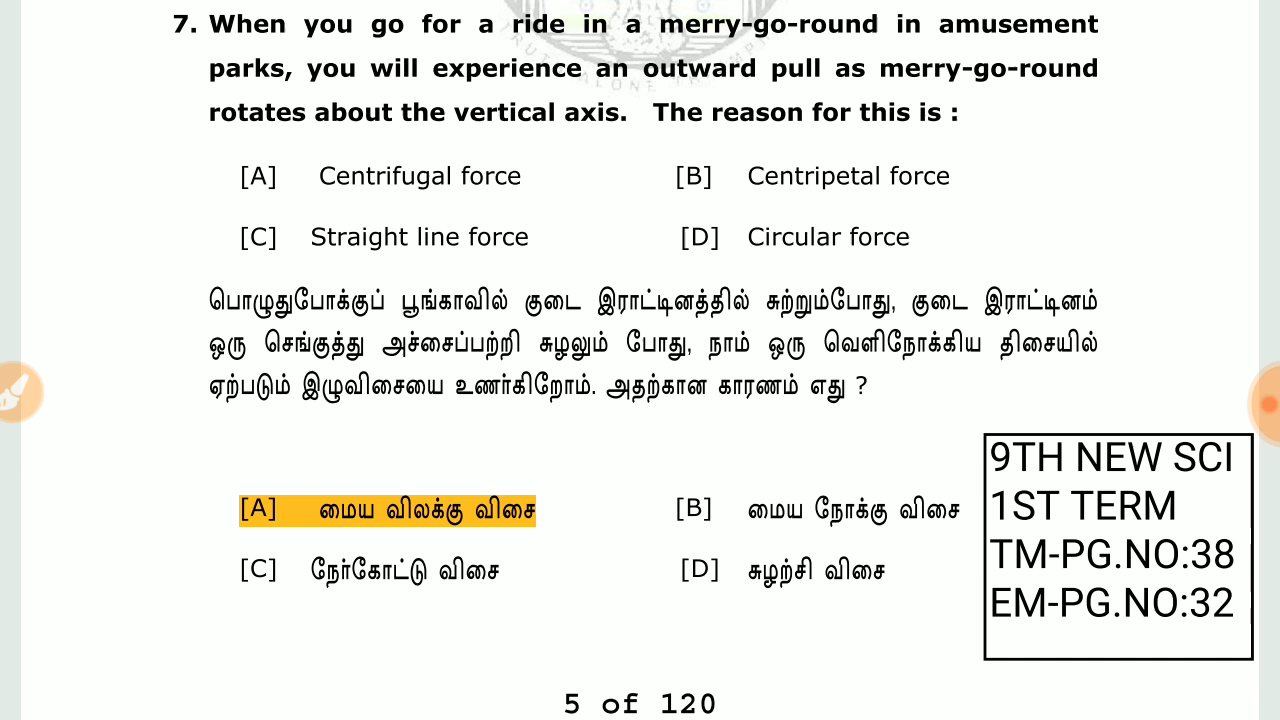 7. When you go for a ride in a merry-go-round in amusement
parks, you will experience an outward pull as merry-go-round
rotates about the vertical axis. The reason for this is :
[A] Centrifugal force [B] Centripetal force
[C] Straight line force [D] Circular force
பொழுதுபோக்குப் பூங்காவில் குடை இராட்டினத்தில் சுற்றும்போது, குடை இராட்டினம்
ஒரு செங்குத்து அச்சைப்பற்றி சுழலும் போது, நாம் ஒரு வெளிநோக்கிய திசையில்
ஏற்படும் இழுவிசையை உணர்கிறோம். அதற்கான காரணம் எது ?
[A] மைய விலக்கு விசை [B] மைய நோக்கு விசை
[C] நேர்கோட்டு விசை [D] சுழற்சி விசை
9TH NEW SCI
1ST TERM
TM-PG.NO:38
EM-PG.NO:32
5 of 120